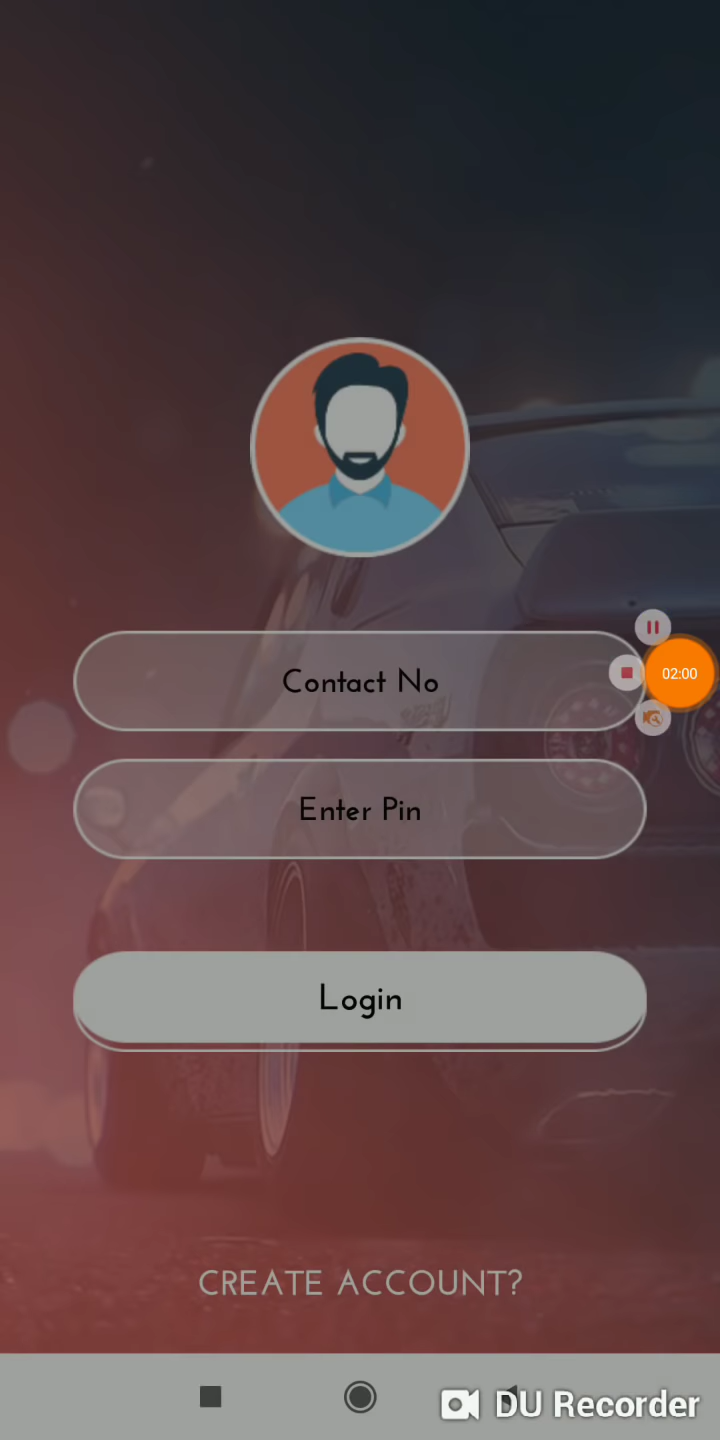 Contact No
02:00
Enter Pin
Login
CREATE ACCOUNT?
DU Recorder